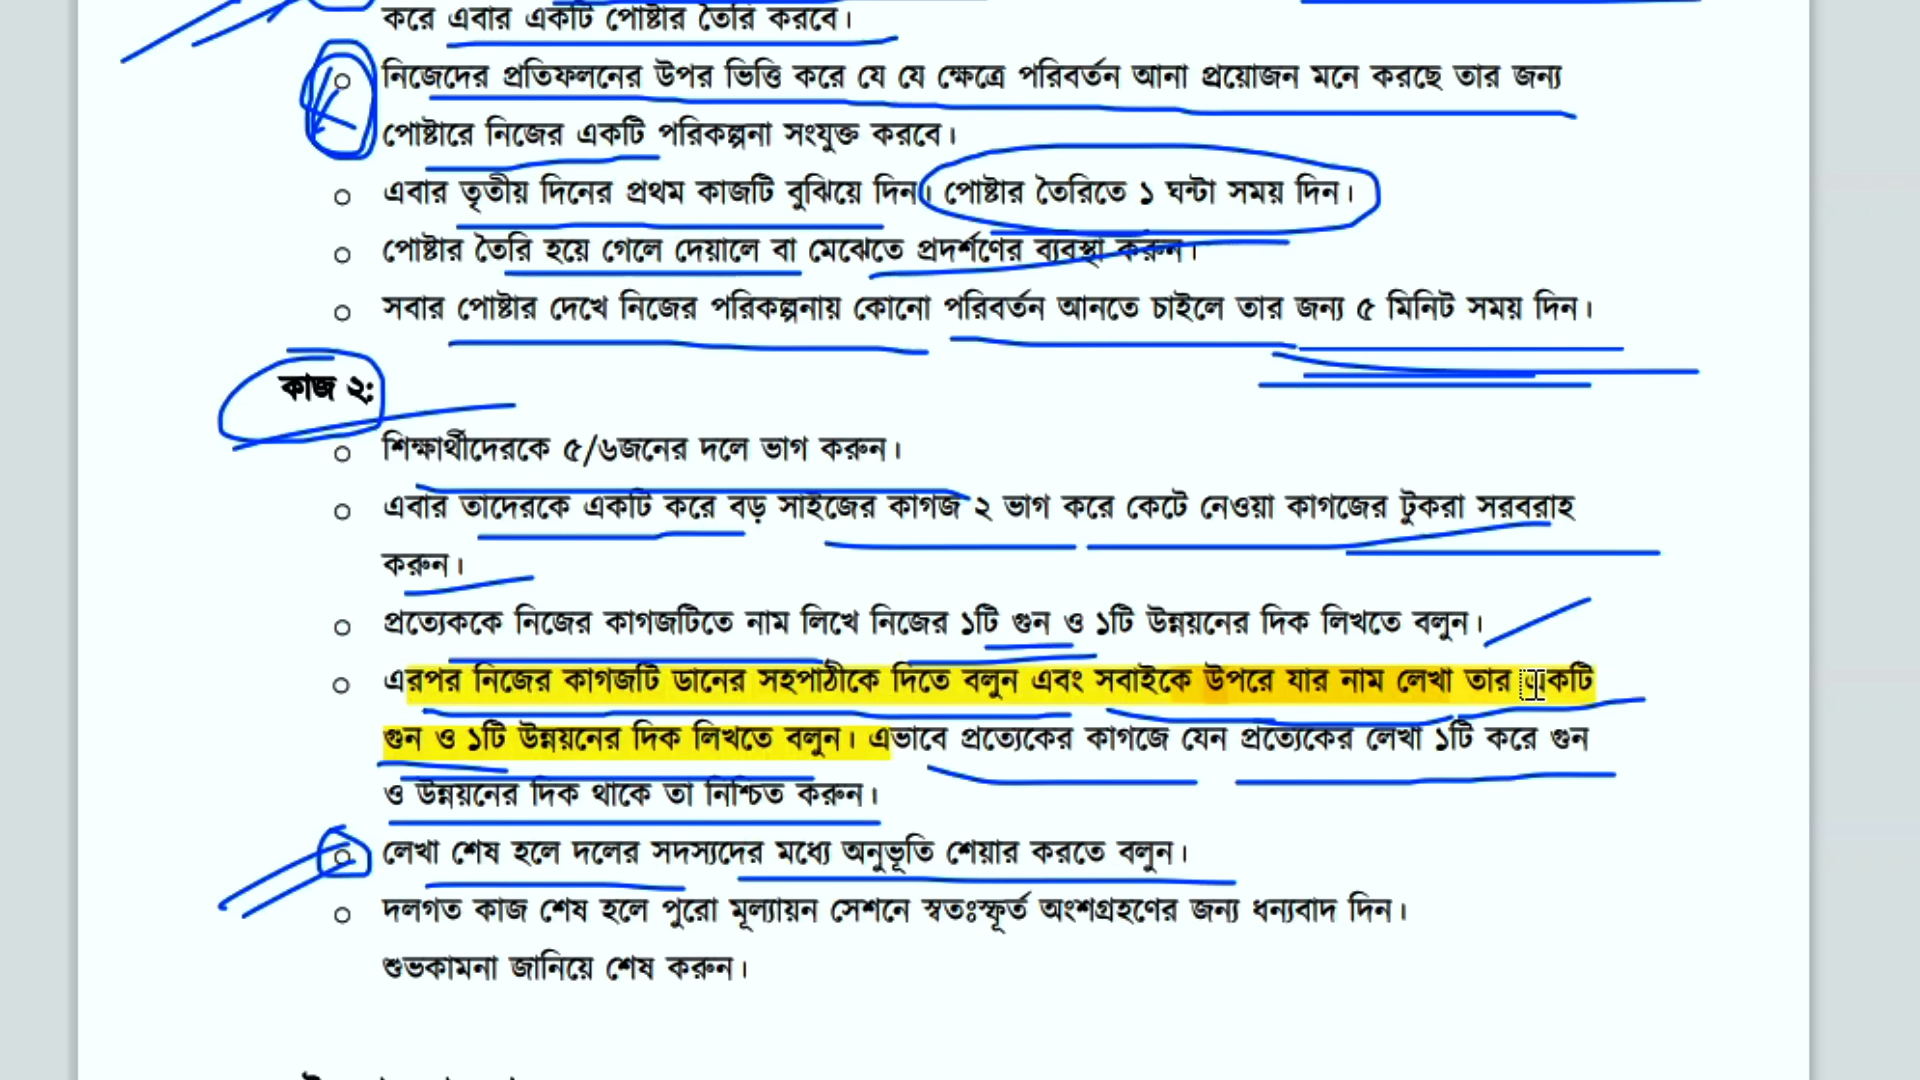 করে এবার একটি পোষ্টার তৈরি করবে।
নিজেদের প্রতিফলনের উপর ভিত্তি করে যে যে ক্ষেত্রে পরিবর্তন আনা প্রয়োজন মনে করছে তার জন্য
পোষ্টারে নিজের একটি পরিকল্পনা সংযুক্ত করবে।
এবার তৃতীয় দিনের প্রথম কাজটি বুঝিয়ে দিন। পোষ্টার তৈরিতে ১ ঘন্টা সময় দিন।
পোষ্টার তৈরি হয়ে গেলে দেয়ালে বা মেঝেতে প্রদর্শণের ব্যবস্থা করুন।
সবার পোষ্টার দেখে নিজের পরিকল্পনায় কোনো পরিবর্তন আনতে চাইলে তার জন্য ৫ মিনিট সময় দিন।
কাজ ২:
শিক্ষার্থীদেরকে ৫/৬জনের দলে ভাগ করুন।
এবার তাদেরকে একটি করে বড় সাইজের কাগজ ২ ভাগ করে কেটে নেওয়া কাগজের টুকরা সরবরাহ
করুন।
প্রত্যেককে নিজের কাগজটিতে নাম লিখে নিজের ১টি গুন ও ১টি উন্নয়নের দিক লিখতে বলুন।
এরপর নিজের কাগজটি ডানের সহপাঠীকে দিতে বলুন এবং সবাইকে উপরে যার নাম লেখা তার একটি
গুন ও ১টি উন্নয়নের দিক লিখতে বলুন। এভাবে প্রত্যেকের কাগজে যেন প্রত্যেকের লেখা ১টি করে গুন
ও উন্নয়নের দিক থাকে তা নিশ্চিত করুন।
লেখা শেষ হলে দলের সদস্যদের মধ্যে অনুভূতি শেয়ার করতে বলুন।
দলগত কাজ শেষ হলে পুরো মূল্যায়ন সেশনে স্বতঃস্ফূর্ত অংশগ্রহণের জন্য ধন্যবাদ দিন।
শুভকামনা জানিয়ে শেষ করুন।